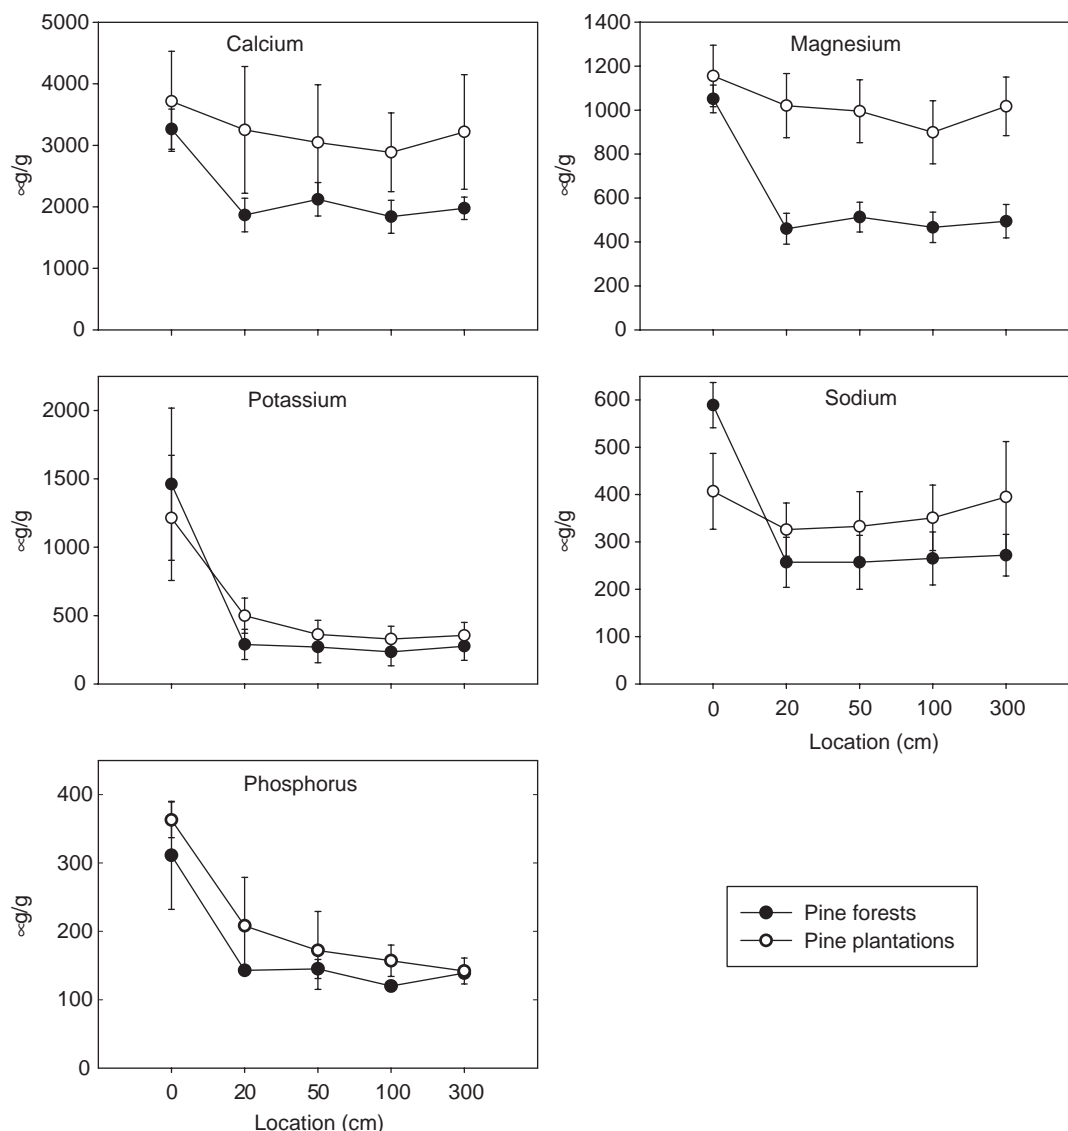 Calcium
5000
4000
3000
2000
1000
0
∝g/g
Magnesium
1400
1200
1000
800
600
400
200
0
∝g/g
Potassium
2000
1500
1000
500
0
∝g/g
Sodium
600
500
400
300
200
100
0
∝g/g
0 20 50 100 300
Location (cm)
Phosphorus
400
300
200
100
0
∝g/g
0 20 50 100 300
Location (cm)
Pine forests
Pine plantations